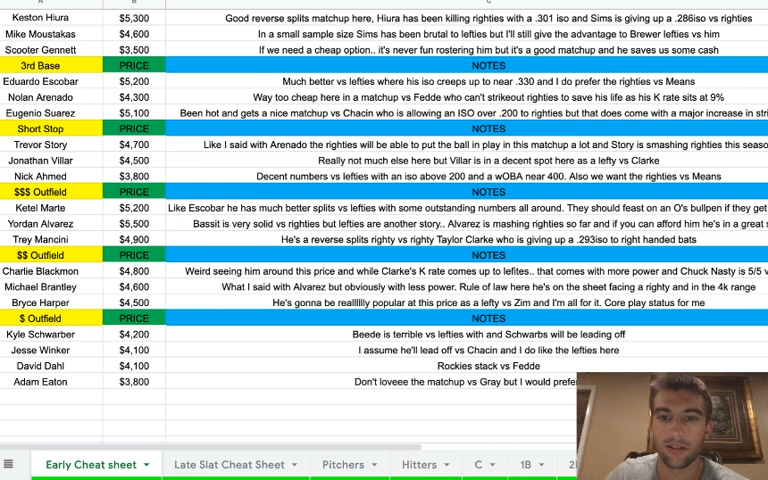 A B C
Keston Hiura $5,300 Good reverse splits matchup here, Hiura has been killing righties with a .301 iso and Sims is giving up a .286iso vs righties
Mike Moustakas $4,600 In a small sample size Sims has been brutal to lefties but I'll still give the advantage to Brewer lefties vs him
Scooter Gennett $3,500 If we need a cheap option.. it's never fun rostering him but it's a good matchup and he saves us some cash
3rd Base PRICE NOTES
Eduardo Escobar $5,200 Much better vs lefties where his iso creeps up to near .330 and I do prefer the righties vs Means
Nolan Arenado $4,300 Way too cheap here in a matchup vs Fedde who can't strikeout righties to save his life as his K rate sits at 9%
Eugenio Suarez $5,100 Been hot and gets a nice matchup vs Chacin who is allowing an ISO over .200 to righties but that does come with a major increase in stri
Short Stop PRICE NOTES
Trevor Story $4,700 Like I said with Arenado the righties will be able to put the ball in play in this matchup a lot and Story is smashing righties this seaso
Jonathan Villar $4,500 Really not much else here but Villar is in a decent spot here as a lefty vs Clarke
Nick Ahmed $3,800 Decent numbers vs lefties with an iso above 200 and a wOBA near 400. Also we want the righties vs Means
$$$ Outfield PRICE NOTES
Ketel Marte $5,200 Like Escobar he has much better splits vs lefties with some outstanding numbers all around. They should feast on an O's bullpen if they get
Yordan Alvarez $5,500 Bassit is very solid vs righties but lefties are another story.. Alvarez is mashing righties so far and if you can afford him he's in a great s
Trey Mancini $4,900 He's a reverse splits righty vs righty Taylor Clarke who is giving up a .293iso to right handed bats
$$ Outfield PRICE NOTES
Charlie Blackmon $4,800 Weird seeing him around this price and while Clarke's K rate comes up to lefites.. that comes with more power and Chuck Nasty is 5/5 v
Michael Brantley $4,600 What I said with Alvarez but obviously with less power. Rule of law here he's on the sheet facing a righty and in the 4k range
Bryce Harper $4,500 He's gonna be realllllly popular at this price as a lefty vs Zim and I'm all for it. Core play status for me
$ Outfield PRICE NOTES
Kyle Schwarber $4,200 Beede is terrible vs lefties and Schwarbs will be leading off
Jesse Winker $4,100 I assume he'll lead off vs Chacin and I do like the lefties here
David Dahl $4,100 Rockies stack vs Fedde
Adam Eaton $3,800 Don't loveee the matchup vs Gray but I would prefe
Early Cheat sheet Late Slat Cheat Sheet Pitchers Hitters C 1B 2